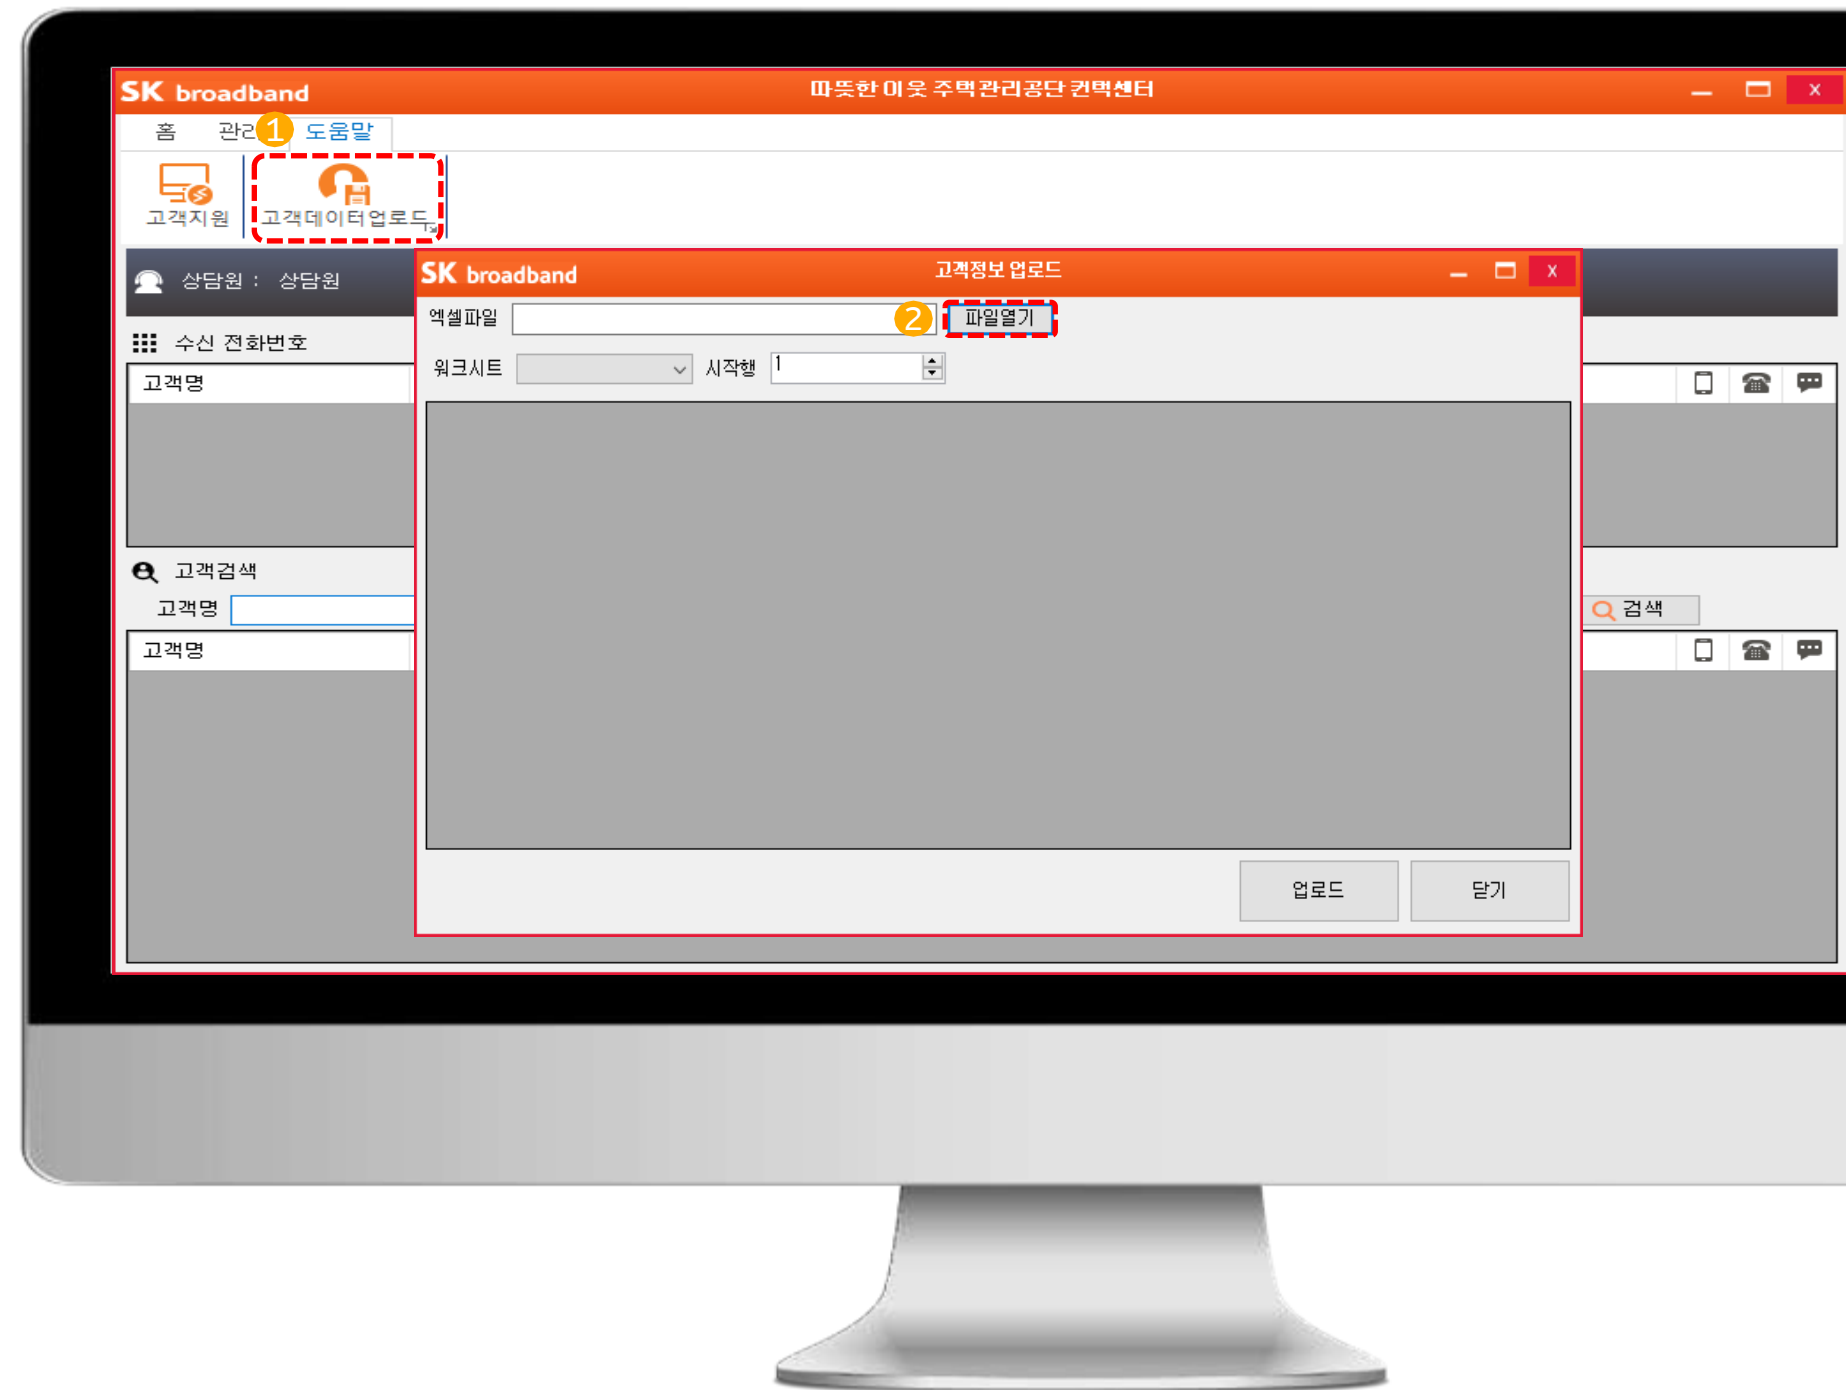 SK broadband 따뜻한 이웃 주택관리공단 컨택센터
홈 도움말
1
고객지원 고객데이터업로드
상담원 : 상담원
SK broadband 고객정보 업로드 X
엑셀파일 2 파일열기
수신 전화번호
워크시트 시작행 1
고객명
고객검색
고객명 검색
고객명
업로드 닫기